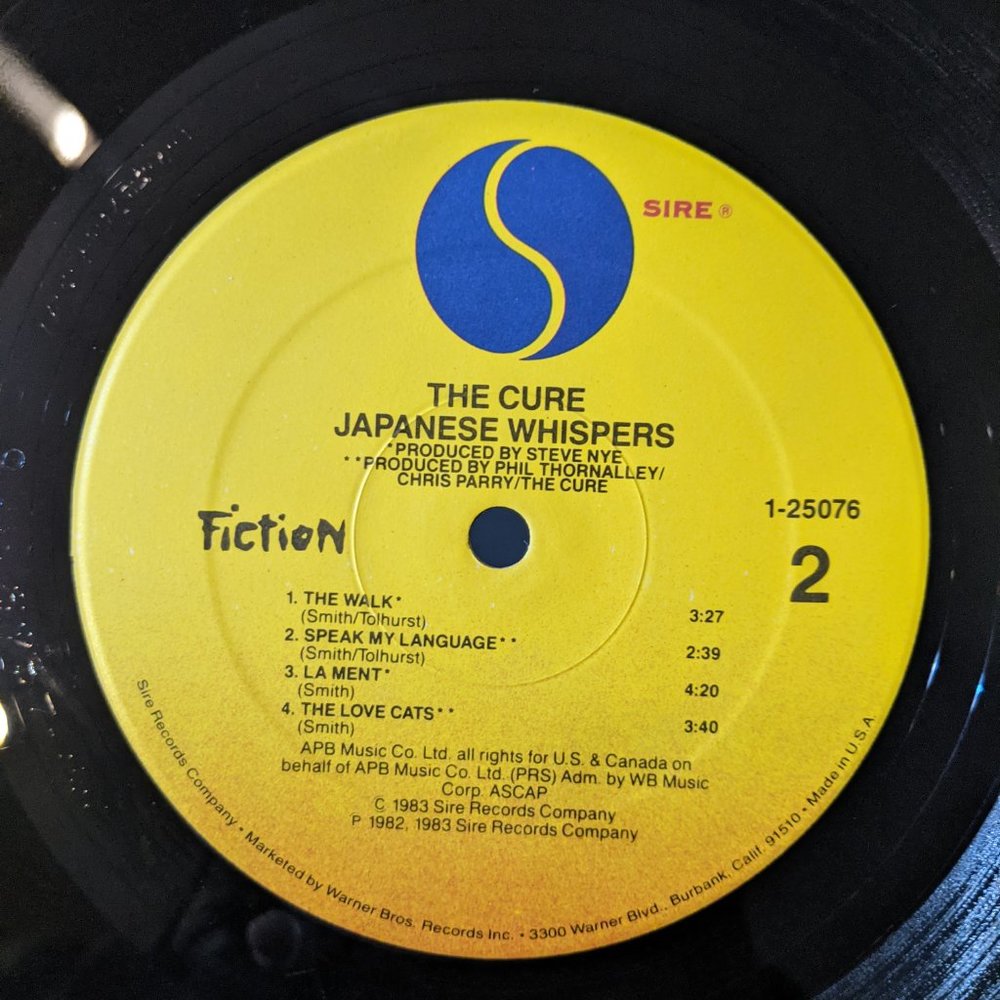 SIRE ®
THE CURE
JAPANESE WHISPERS
*PRODUCED BY STEVE NYE
**PRODUCED BY PHIL THORNALLEY/
CHRIS PARRY/THE CURE
Fiction
1-25076
2
1. THE WALK* 3:27
(Smith/Tolhurst)
2. SPEAK MY LANGUAGE** 2:39
(Smith/Tolhurst)
3. LA MENT* 4:20
(Smith)
4. THE LOVE CATS** 3:40
(Smith)
APB Music Co. Ltd. all rights for U.S. & Canada on
behalf of APB Music Co. Ltd. (PRS) Adm. by WB Music
Corp. ASCAP
© 1983 Sire Records Company
℗ 1982, 1983 Sire Records Company
Sire Records Company • Marketed by Warner Bros. Records Inc. • 3300 Warner Blvd., Burbank, Calif. 91510 • Made in U.S.A